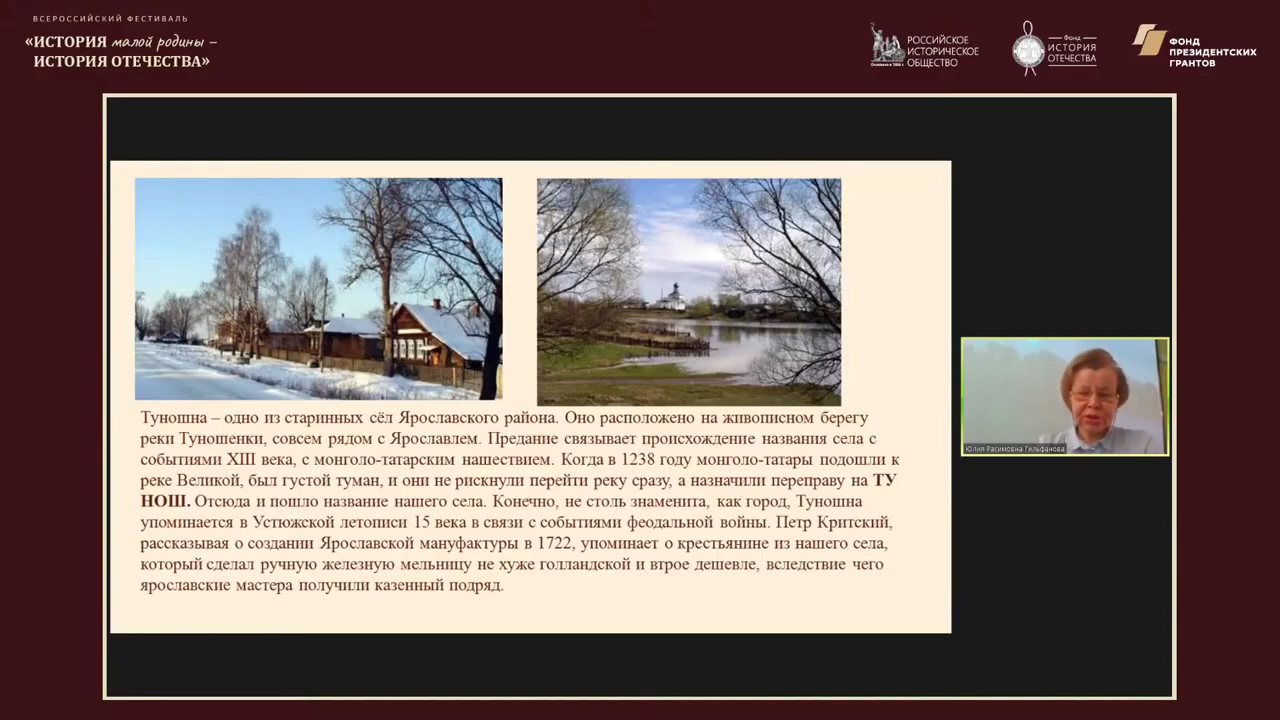 ВСЕРОССИЙСКИЙ ФЕСТИВАЛЬ
«ИСТОРИЯ малой родины –
ИСТОРИЯ ОТЕЧЕСТВА»
РОССИЙСКОЕ
ИСТОРИЧЕСКОЕ
ОБЩЕСТВО
Основано в 1866 г.
Фонд
ИСТОРИЯ
ОТЕЧЕСТВА
ФОНД
ПРЕЗИДЕНТСКИХ
ГРАНТОВ
Туношна – одно из старинных сёл Ярославского района. Оно расположено на живописном берегу
реки Туношенки, совсем рядом с Ярославлем. Предание связывает происхождение названия села с
событиями XIII века, с монголо-татарским нашествием. Когда в 1238 году монголо-татары подошли к
реке Великой, был густой туман, и они не рискнули перейти реку сразу, а назначили переправу на ТУ
НОШ. Отсюда и пошло название нашего села. Конечно, не столь знаменита, как город, Туношна
упоминается в Устюжской летописи 15 века в связи с событиями феодальной войны. Петр Критский,
рассказывая о создании Ярославской мануфактуры в 1722, упоминает о крестьянине из нашего села,
который сделал ручную железную мельницу не хуже голландской и втрое дешевле, вследствие чего
ярославские мастера получили казенный подряд.
Юлия Расимовна Гильфанова